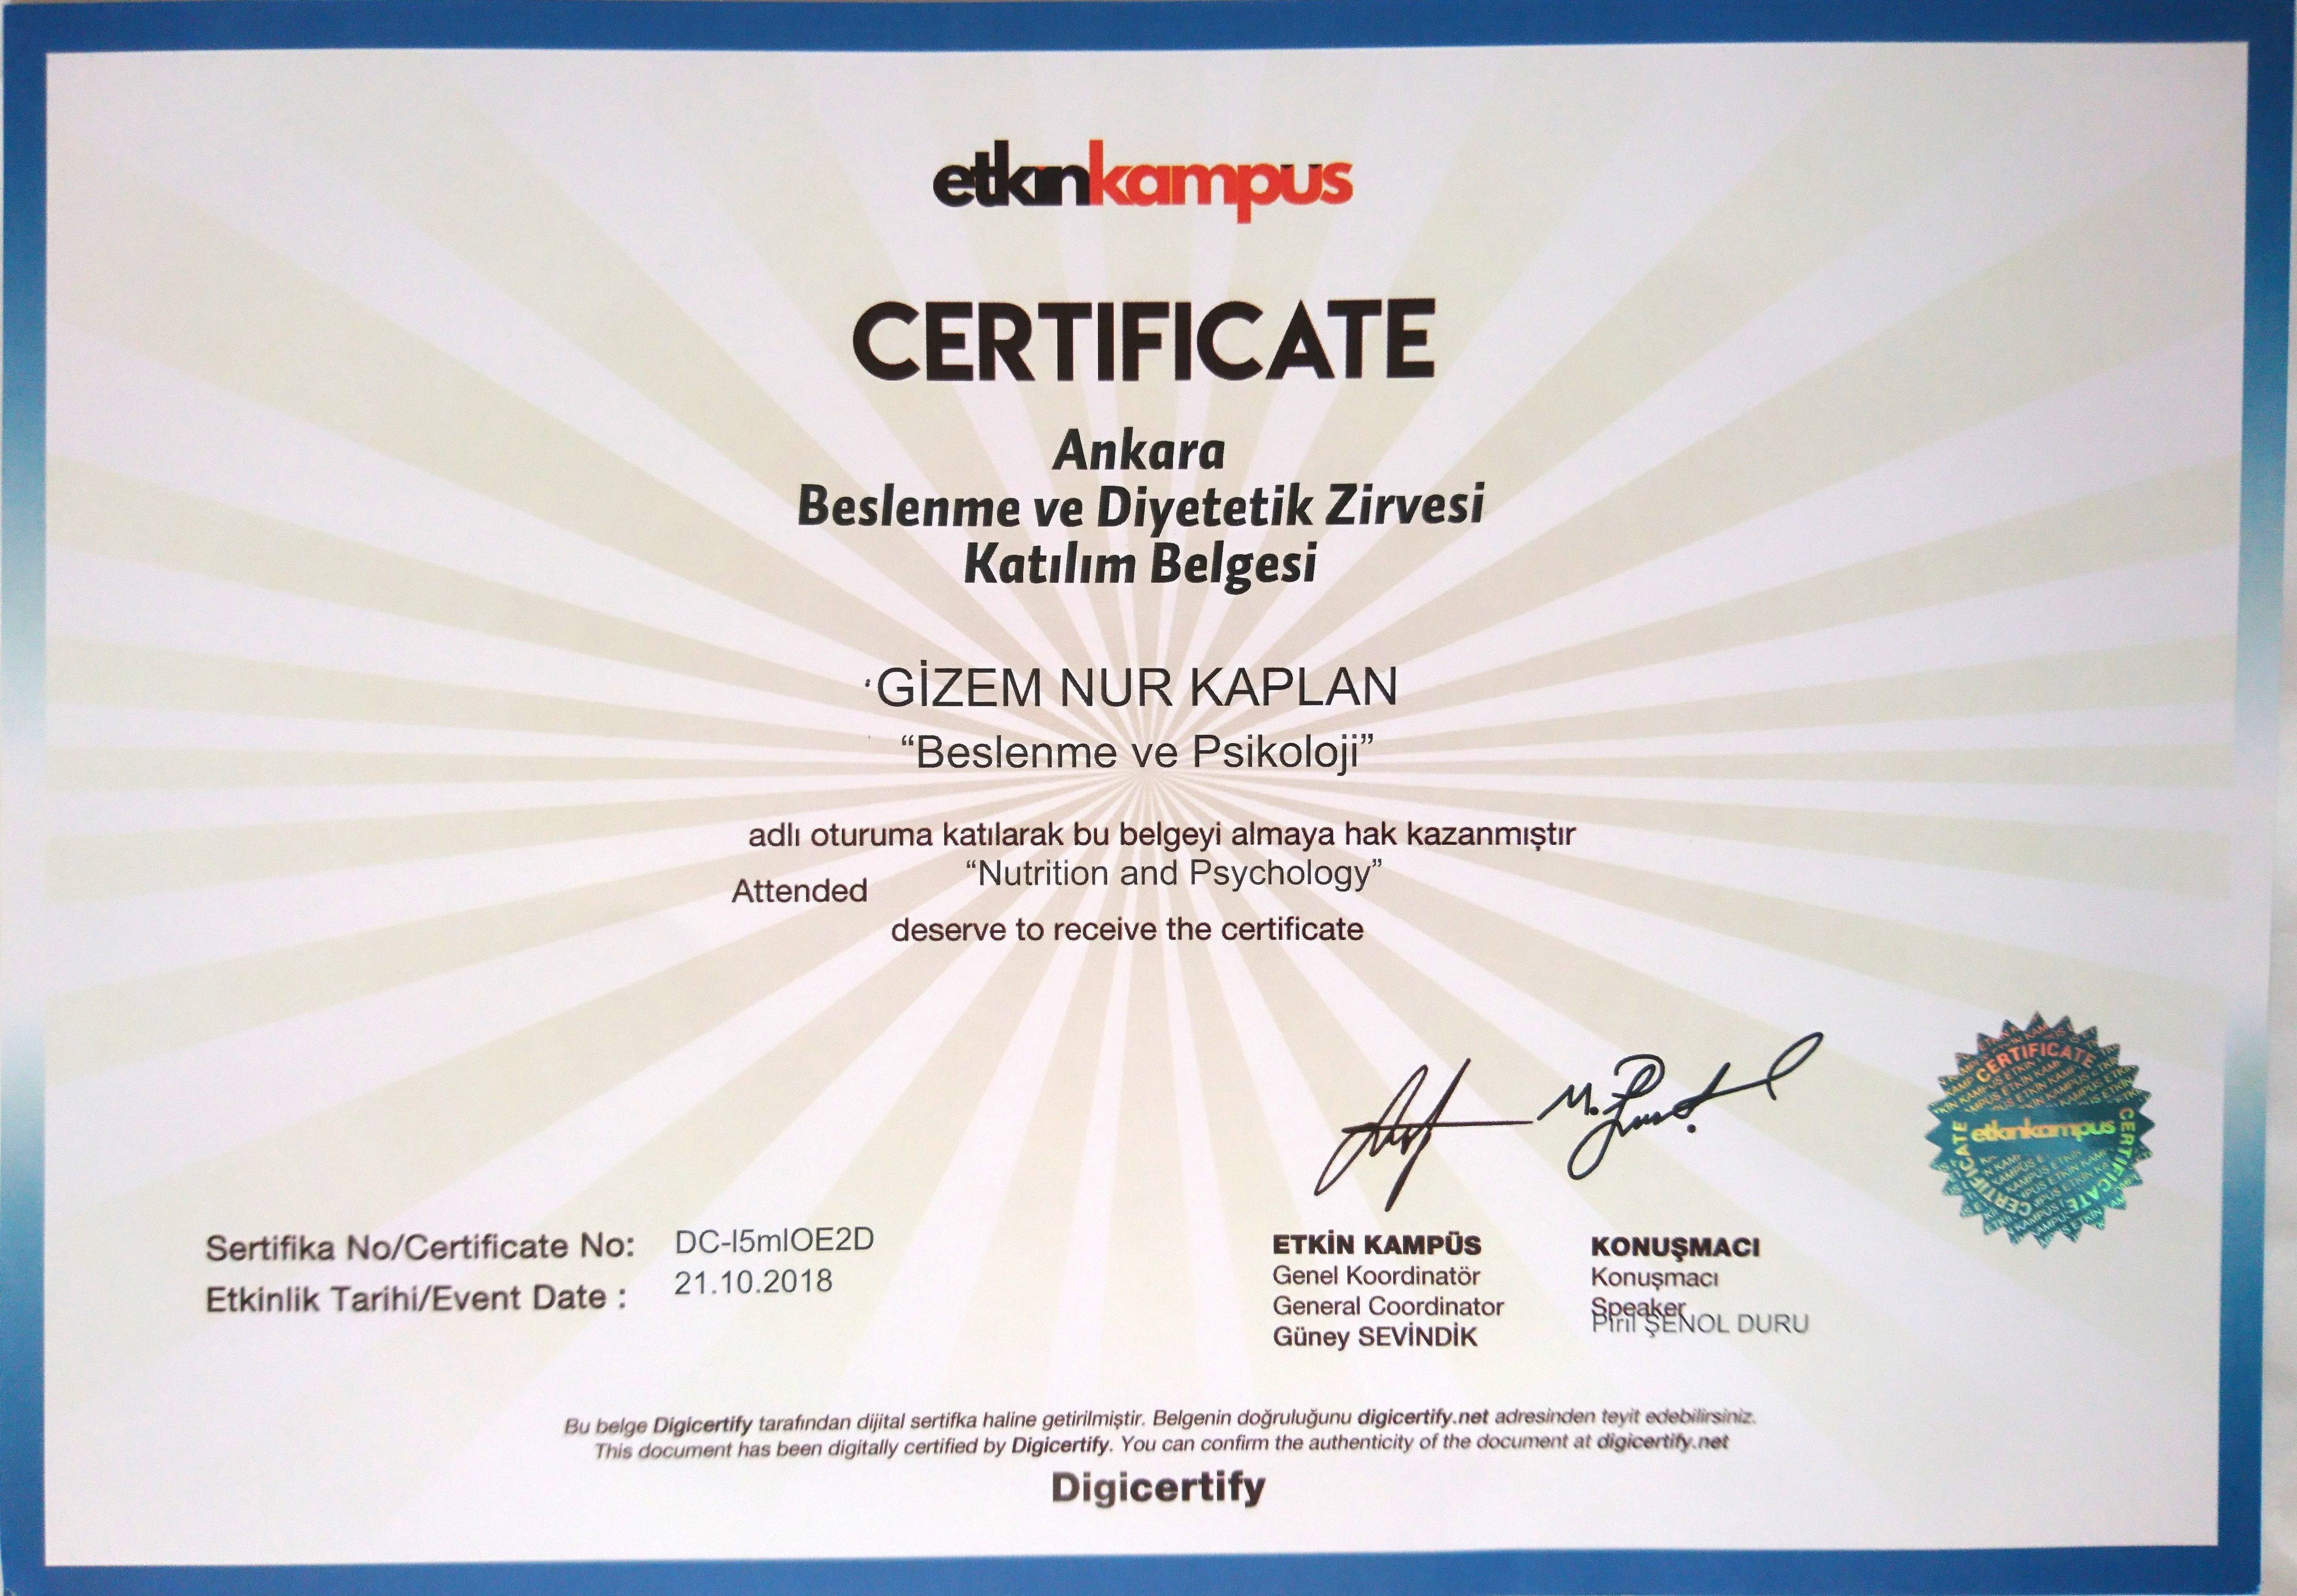 etkinkampus
CERTIFICATE
Ankara
Beslenme ve Diyetetik Zirvesi
Katılım Belgesi
GİZEM NUR KAPLAN
“Beslenme ve Psikoloji”
adlı oturuma katılarak bu belgeyi almaya hak kazanmıştır
“Nutrition and Psychology”
Attended
deserve to receive the certificate
CERTIFICATE
etkinkampus
CERTIFICATE
CERTIFICATE
Sertifika No/Certificate No: DC-I5mlOE2D
Etkinlik Tarihi/Event Date : 21.10.2018
ETKİN KAMPÜS
Genel Koordinatör
General Coordinator
Güney SEVİNDİK
KONUŞMACI
Konuşmacı
Speaker
Piril ŞENOL DURU
Bu belge Digicertify tarafından dijital sertifka haline getirilmiştir. Belgenin doğruluğunu digicertify.net adresinden teyit edebilirsiniz.
This document has been digitally certified by Digicertify. You can confirm the authenticity of the document at digicertify.net
Digicertify